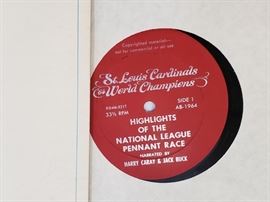 Copyrighted material—
not for commercial or air use
St. Louis Cardinals
World Champions
SIDE 1
33⅓ RPM
AB-1964
HIGHLIGHTS
OF THE
NATIONAL LEAGUE
PENNANT RACE
NARRATED BY
HARRY CARAY & JACK BUCK